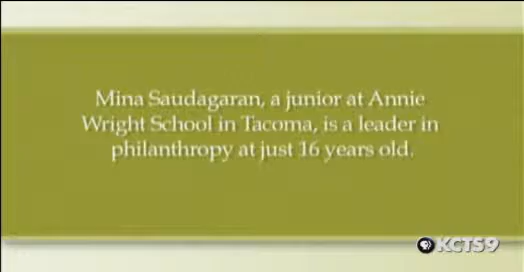 Mina Saudagaran, a junior at Annie
Wright School in Tacoma, is a leader in
philanthropy at just 16 years old.
KCTS9